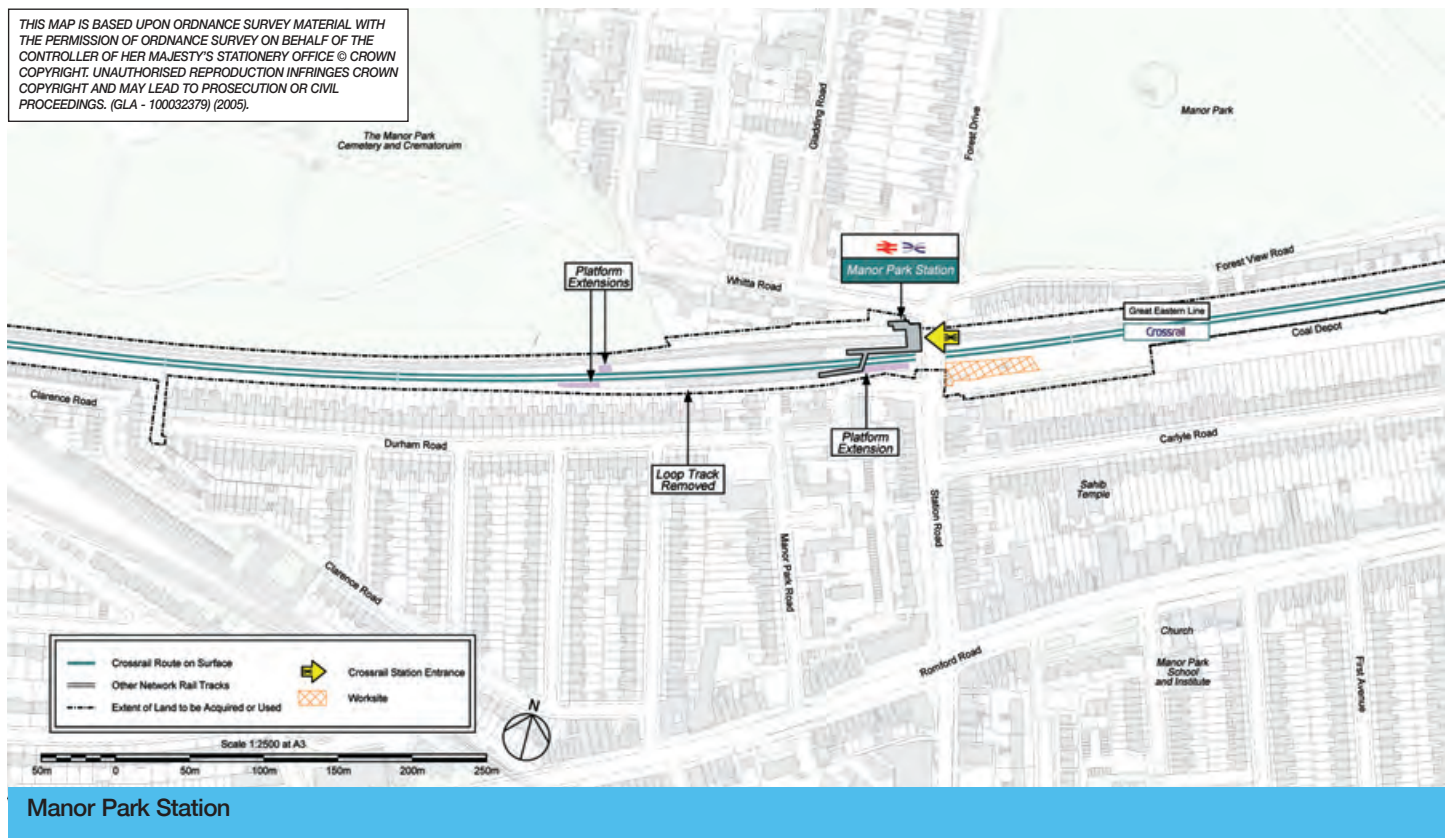 THIS MAP IS BASED UPON ORDNANCE SURVEY MATERIAL WITH
THE PERMISSION OF ORDNANCE SURVEY ON BEHALF OF THE
CONTROLLER OF HER MAJESTY'S STATIONERY OFFICE © CROWN
COPYRIGHT. UNAUTHORISED REPRODUCTION INFRINGES CROWN
COPYRIGHT AND MAY LEAD TO PROSECUTION OR CIVIL
PROCEEDINGS. (GLA - 100032379) (2005).
The Manor Park
Cemetery and Crematoruim
Gladding Road
Forest Drive
Manor Park
Platform
Extensions
Whitta Road
Manor Park Station
Forest View Road
Great Eastern Line
Crossrail
Coal Depot
Clarence Road
Durham Road
Loop Track
Removed
Platform
Extension
Carlyle Road
Sahib
Temple
Station Road
Manor Park Road
Clarence Road
Romford Road
Church
Manor Park
School
and Institute
First Avenue
Crossrail Route on Surface
Other Network Rail Tracks
Extent of Land to be Acquired or Used
Crossrail Station Entrance
Worksite
N
Scale 1:2500 at A3
50m 0 50m 100m 150m 200m 250m
Manor Park Station